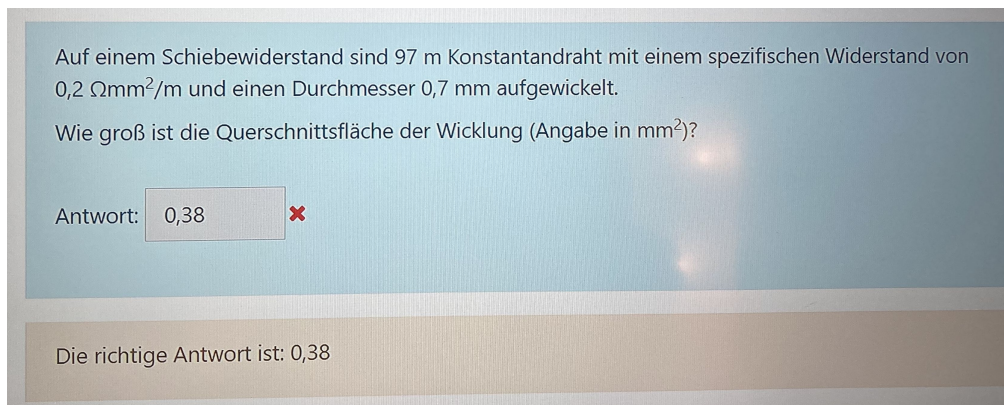 Auf einem Schiebewiderstand sind 97 m Konstantandraht mit einem spezifischen Widerstand von
0,2 Ωmm²/m und einen Durchmesser 0,7 mm aufgewickelt.
Wie groß ist die Querschnittsfläche der Wicklung (Angabe in mm²)?
Antwort: 0,38
Die richtige Antwort ist: 0,38